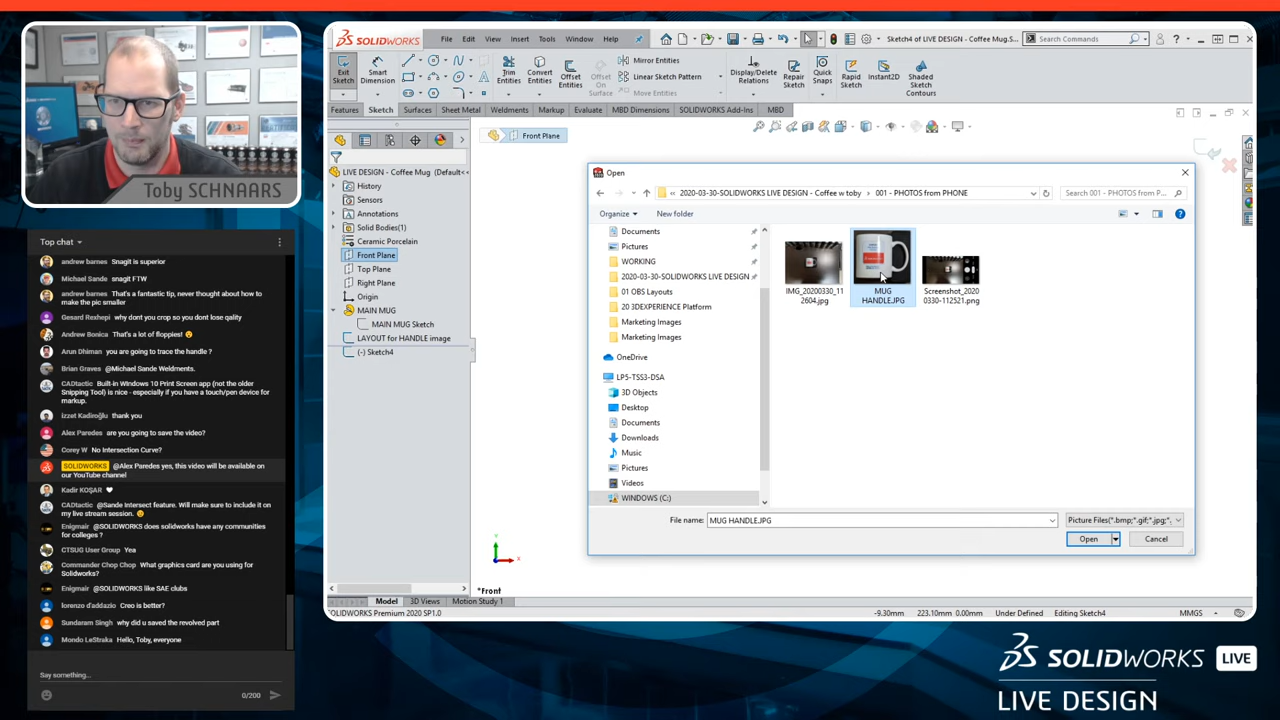 Toby SCHNAARS
Top chat
andrew barnes Snagit is superior
Michael Sande snagit FTW
andrew barnes That's a fantastic tip, never thought about how to
make the pic smaller
Gesard Rexhepi why dont you crop so you dont lose qality
Andrew Bonica That's a lot of floppies!
Arun Dhiman you are going to trace the handle ?
Brian Graves @Michael Sande Weldments.
CADtactic Built-in WIndows 10 Print Screen app (not the older
Snipping Tool) is nice - especially if you have a touch/pen device for
markup.
Izzet Kadiroğlu thank you
Alex Paredes are you going to save the video?
Corey W No Intersection Curve?
SOLIDWORKS @Alex Paredes yes, this video will be available on
our YouTube channel
Kadir KOŞAR
CADtactic @Sande Intersect feature. Will make sure to include it on
my live stream session.
Enigmair @SOLIDWORKS does solidworks have any communities
for colleges ?
CTSUG User Group Yea
Commander Chop Chop What graphics card are you using for
Solidworks?
Enigmair @SOLIDWORKS like SAE clubs
lorenzo d'addazio Creo is better?
Sundaram Singh why did u saved the revolved part
Mondo LeStraka Hello, Toby, everyone
Say something...
0/200
SOLIDWORKS File Edit View Insert Tools Window Help Sketch4 of LIVE DESIGN - Coffee Mug.S... Search Commands
Exit
Sketch
Smart
Dimension
Trim
Entities
Convert
Entities
Offset
Entities
Offset
On
Surface
Mirror Entities
Linear Sketch Pattern
Move Entities
Display/Delete
Relations
Repair
Sketch
Quick
Snaps
Rapid
Sketch
Instant2D
Shaded
Sketch
Contours
Features Sketch Surfaces Sheet Metal Weldments Markup Evaluate MBD Dimensions SOLIDWORKS Add-Ins MBD
Front Plane
LIVE DESIGN - Coffee Mug (Default<<
History
Sensors
Annotations
Solid Bodies(1)
Ceramic Porcelain
Front Plane
Top Plane
Right Plane
Origin
MAIN MUG
MAIN MUG Sketch
LAYOUT for HANDLE image
(-) Sketch4
Open
2020-03-30-SOLIDWORKS LIVE DESIGN - Coffee w toby 001 - PHOTOS from PHONE Search 001 - PHOTOS from P...
Organize New folder
Documents
Pictures
WORKING
2020-03-30-SOLIDWORKS LIVE DESIGN
01 OBS Layouts
20 3DEXPERIENCE Platform
Marketing Images
Marketing Images
OneDrive
LP5-TSS3-DSA
3D Objects
Desktop
Documents
Downloads
Music
Pictures
Videos
WINDOWS (C:)
IMG_20200330_11
2604.jpg
MUG
HANDLE.JPG
Screenshot_2020
0330-112521.png
File name: MUG HANDLE.JPG Picture Files(*.bmp;*.gif;*.jpg;*.
Open Cancel
*Front
Model 3D Views Motion Study 1
SOLIDWORKS Premium 2020 SP1.0 -9.30mm 223.10mm 0.00mm Under Defined Editing Sketch4 MMGS
SOLIDWORKS LIVE
LIVE DESIGN